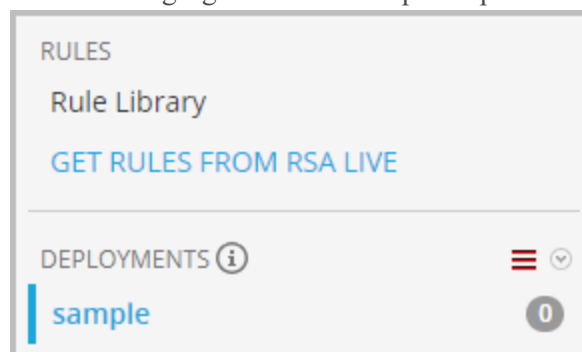 RULES
Rule Library
GET RULES FROM RSA LIVE
DEPLOYMENTS
sample 0